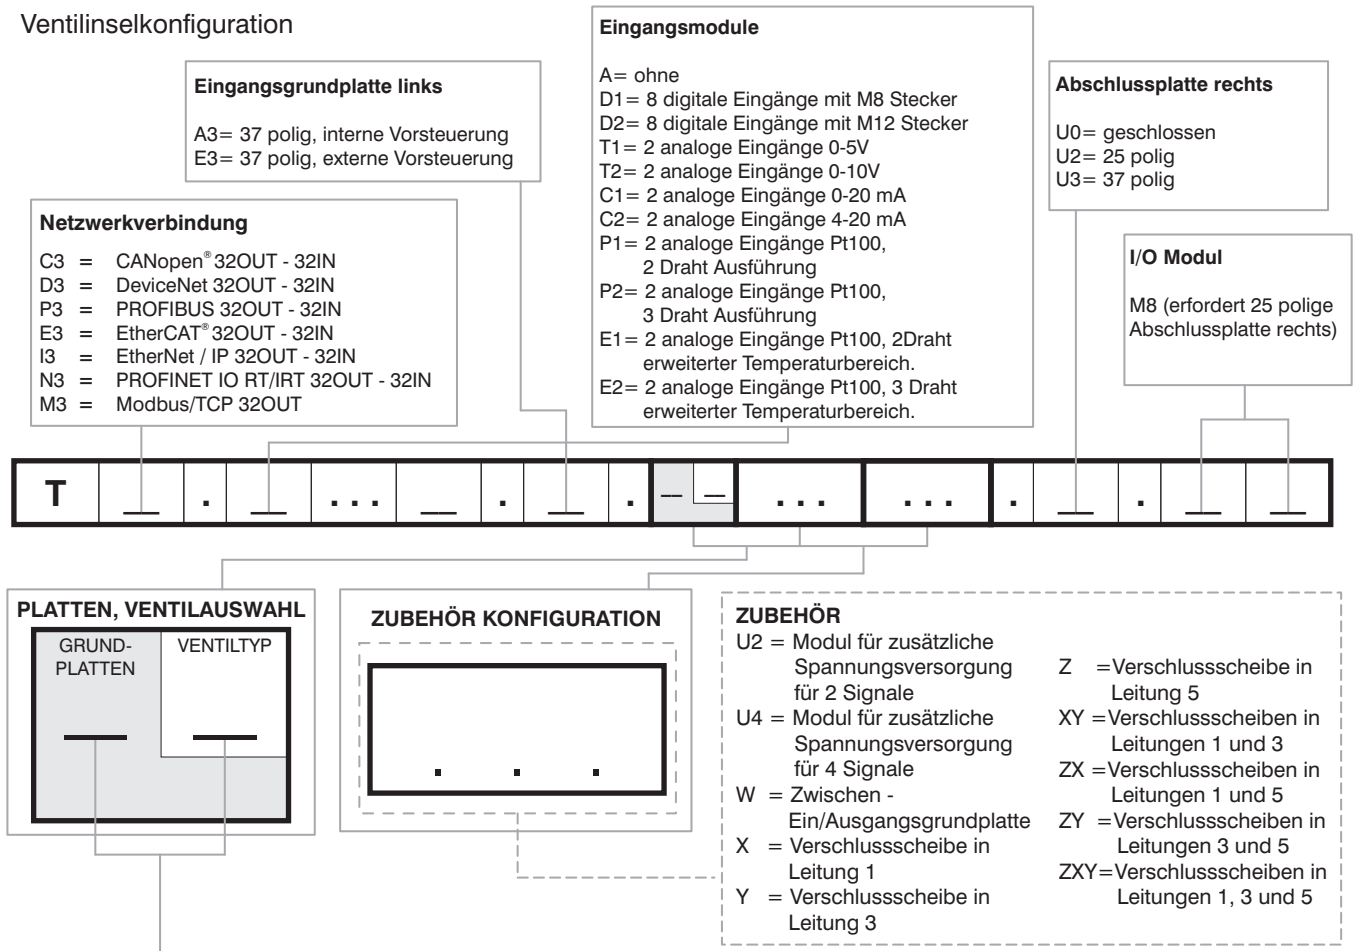 Ventilinselkonfiguration
Eingangsgrundplatte links
A3= 37 polig, interne Vorsteuerung
E3= 37 polig, externe Vorsteuerung
Netzwerkverbindung
C3 = CANopen® 32OUT - 32IN
D3 = DeviceNet 32OUT - 32IN
P3 = PROFIBUS 32OUT - 32IN
E3 = EtherCAT® 32OUT - 32IN
I3 = EtherNet / IP 32OUT - 32IN
N3 = PROFINET IO RT/IRT 32OUT - 32IN
M3 = Modbus/TCP 32OUT
Eingangsmodule
A= ohne
D1= 8 digitale Eingänge mit M8 Stecker
D2= 8 digitale Eingänge mit M12 Stecker
T1= 2 analoge Eingänge 0-5V
T2= 2 analoge Eingänge 0-10V
C1= 2 analoge Eingänge 0-20 mA
C2= 2 analoge Eingänge 4-20 mA
P1= 2 analoge Eingänge Pt100,
2 Draht Ausführung
P2= 2 analoge Eingänge Pt100,
3 Draht Ausführung
E1= 2 analoge Eingänge Pt100, 2Draht
erweiterter Temperaturbereich.
E2= 2 analoge Eingänge Pt100, 3 Draht
erweiterter Temperaturbereich.
Abschlussplatte rechts
U0= geschlossen
U2= 25 polig
U3= 37 polig
I/O Modul
M8 (erfordert 25 polige
Abschlussplatte rechts)
T __ . __ ... __ . __ . __ __ ... ... . __ . __ __
PLATTEN, VENTILAUSWAHL
GRUND-
PLATTEN
VENTILTYP
ZUBEHÖR KONFIGURATION
. . .
ZUBEHÖR
U2 = Modul für zusätzliche
Spannungsversorgung
für 2 Signale
U4 = Modul für zusätzliche
Spannungsversorgung
für 4 Signale
W = Zwischen -
Ein/Ausgangsgrundplatte
X = Verschlussscheibe in
Leitung 1
Y = Verschlussscheibe in
Leitung 3
Z =Verschlussscheibe in
Leitung 5
XY =Verschlussscheiben in
Leitungen 1 und 3
ZX =Verschlussscheiben in
Leitungen 1 und 5
ZY =Verschlussscheiben in
Leitungen 3 und 5
ZXY=Verschlussscheiben in
Leitungen 1, 3 und 5